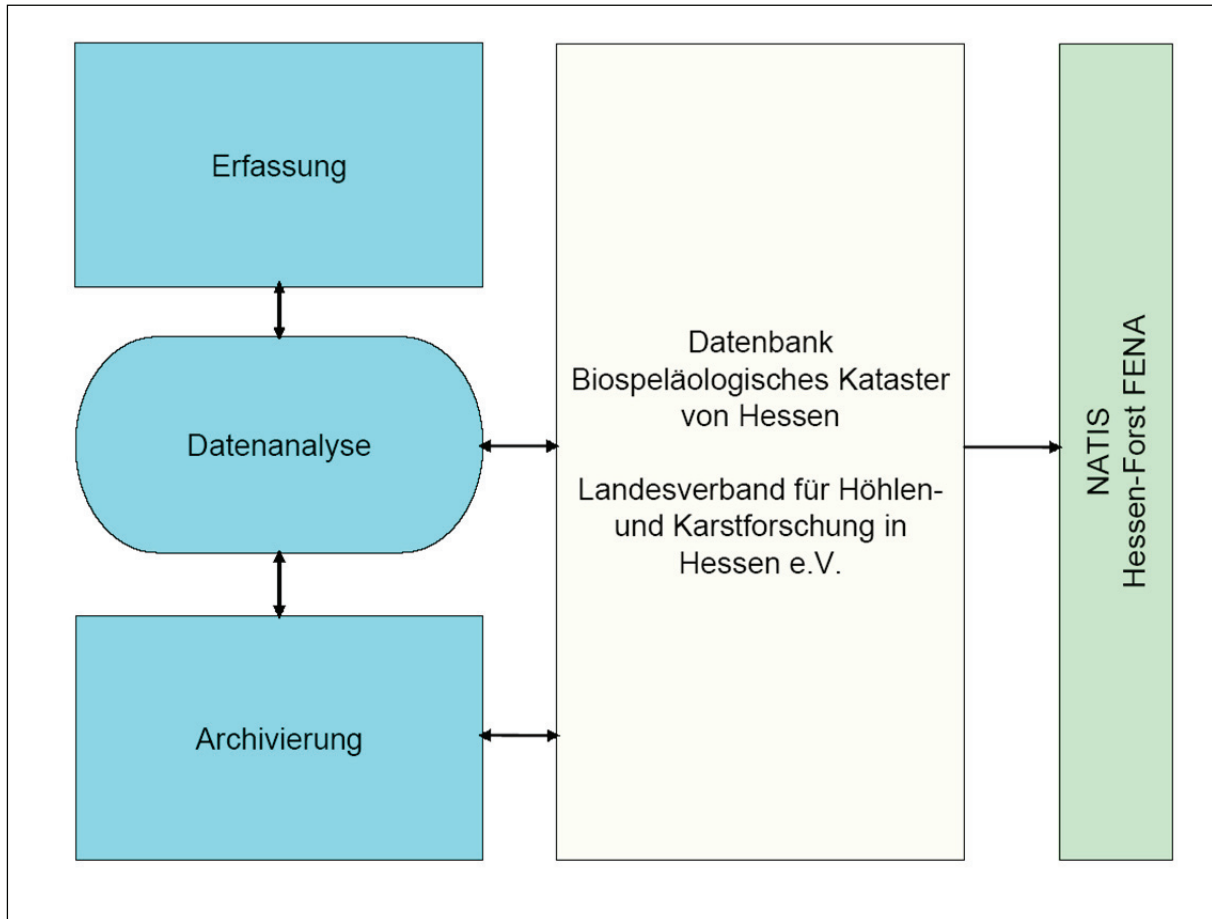 Erfassung
Datenanalyse
Archivierung
Datenbank
Biospeläologisches Kataster
von Hessen
Landesverband für Höhlen-
und Karstforschung in
Hessen e.V.
NATIS
Hessen-Forst FENA